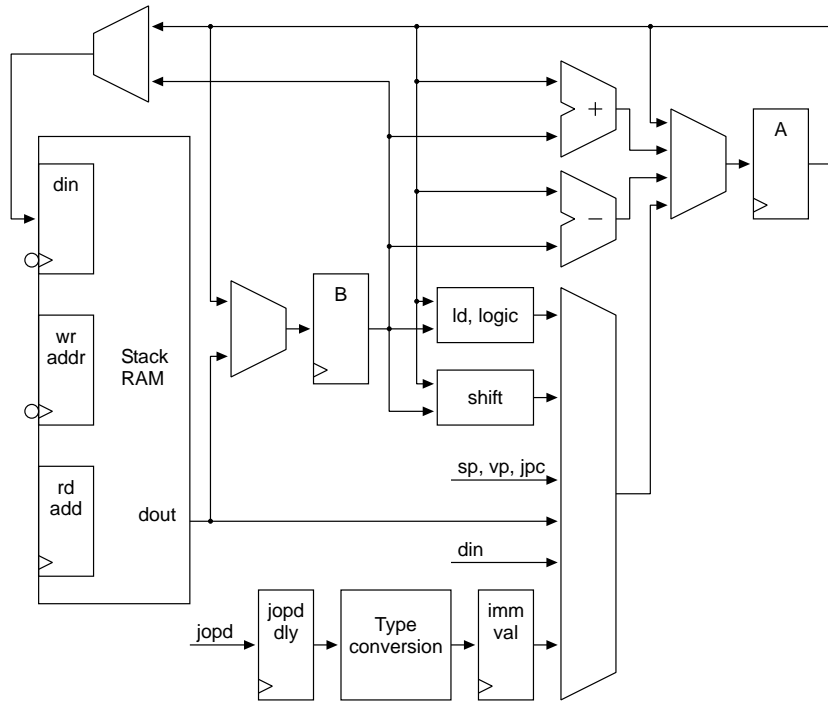 A
+
din
−
B
ld, logic
wr
addr
Stack
RAM
shift
sp, vp, jpc
rd
add
dout
din
jopd
jopd
dly
Type
conversion
imm
val